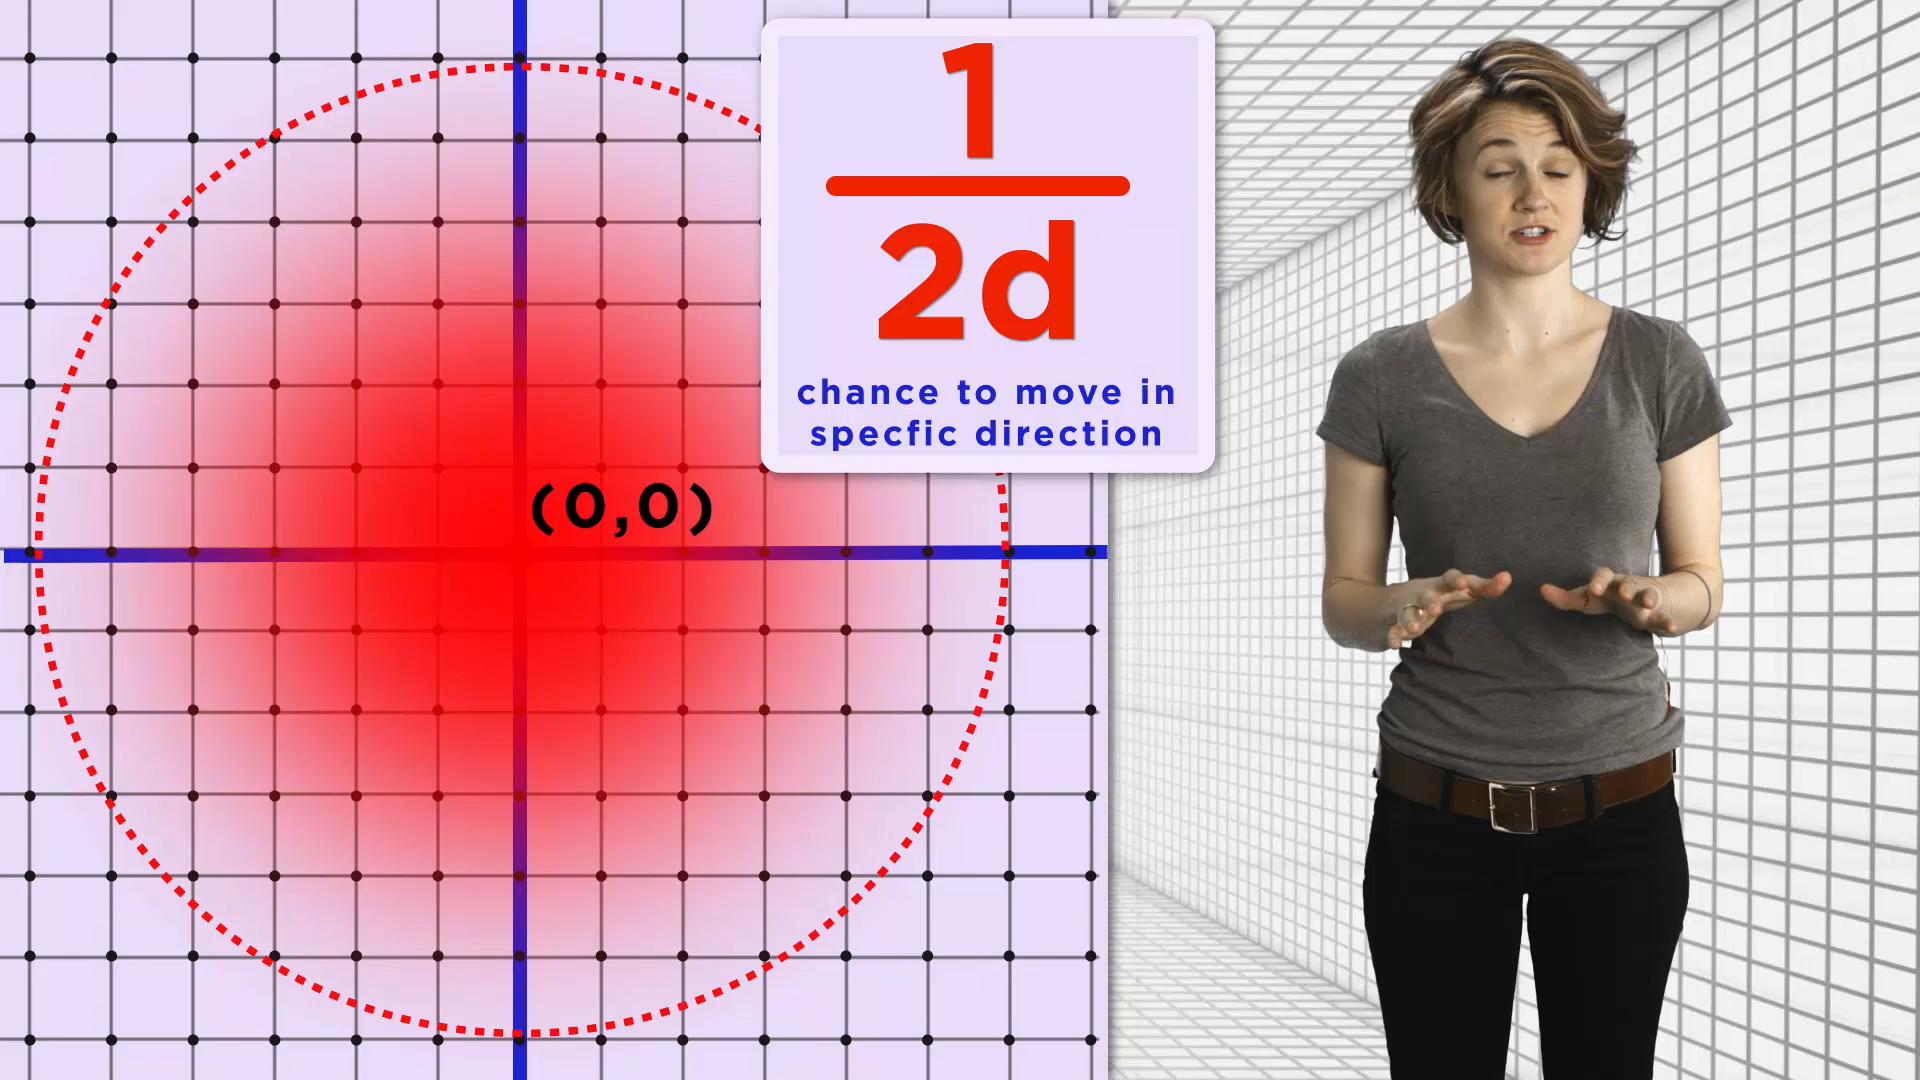 1
2d
chance to move in
specfic direction
(0,0)